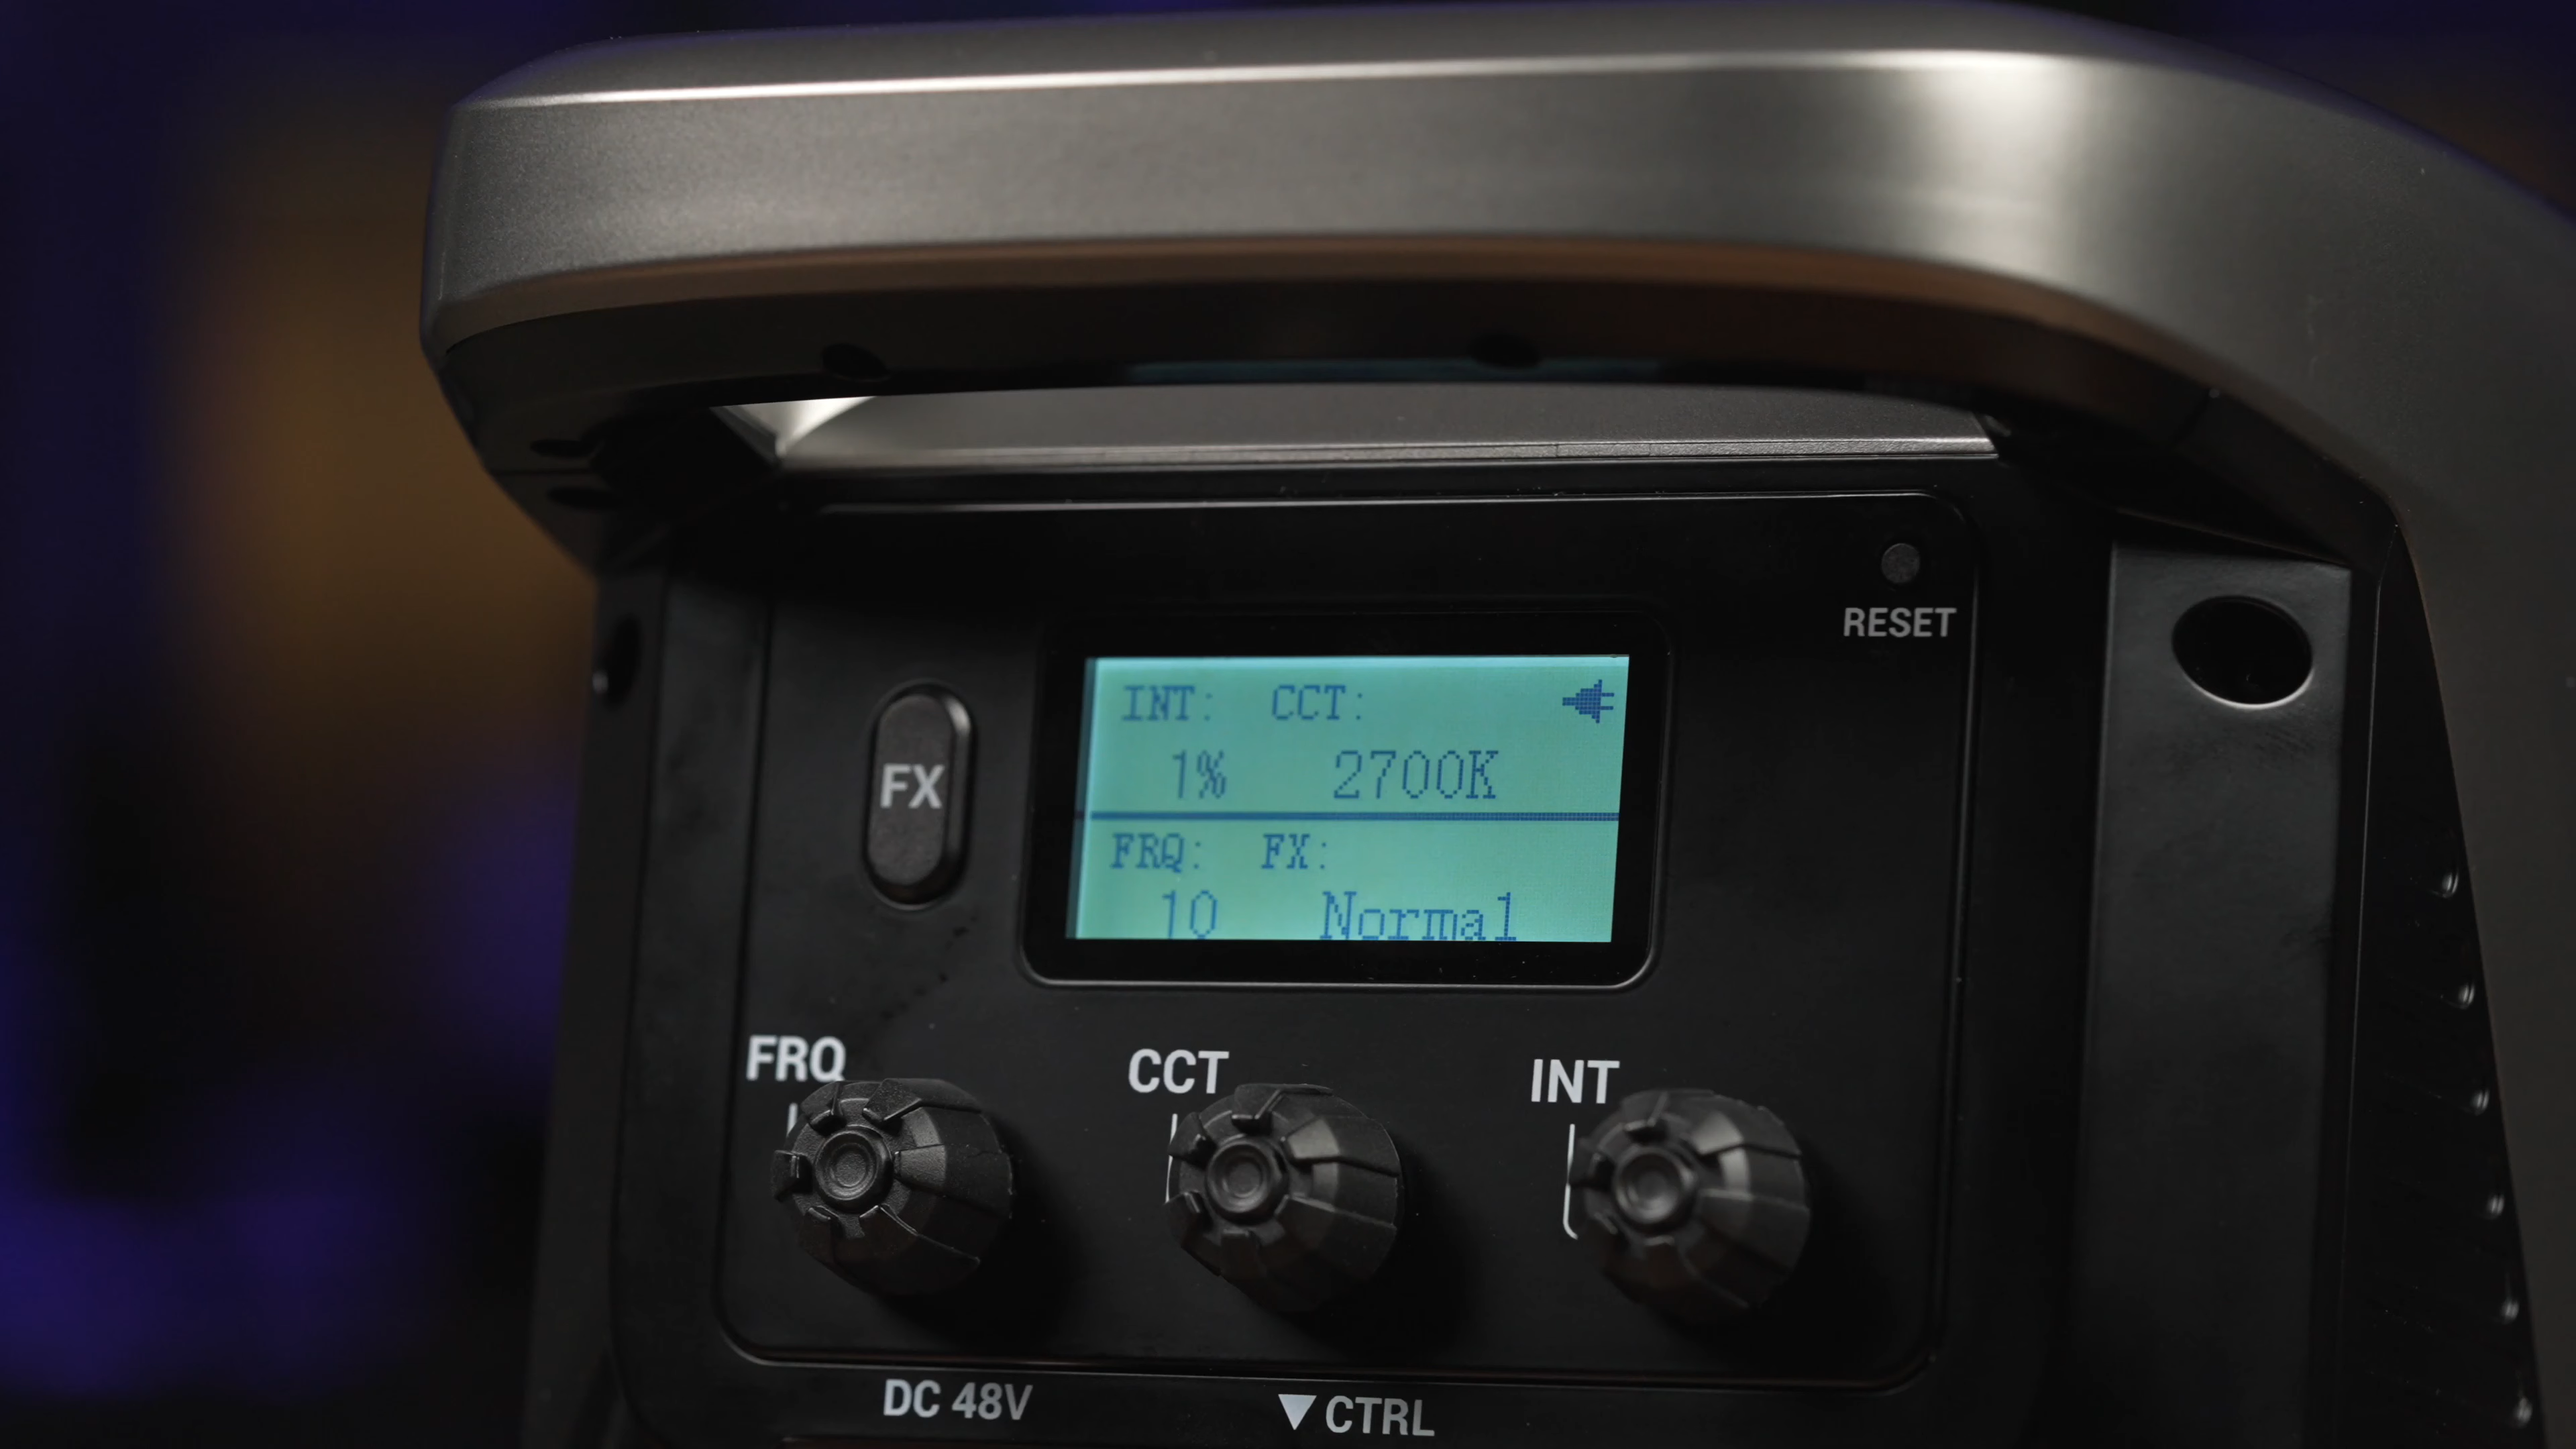 RESET
FX
INT: CCT:
1% 2700K
FRQ: FX:
10 Normal
FRQ
CCT
INT
DC 48V
▼ CTRL